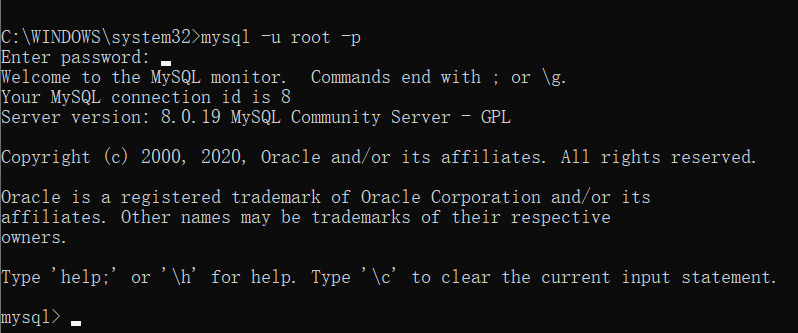 C:\WINDOWS\system32>mysql -u root -p
Enter password:
Welcome to the MySQL monitor.  Commands end with ; or \g.
Your MySQL connection id is 8
Server version: 8.0.19 MySQL Community Server - GPL
Copyright (c) 2000, 2020, Oracle and/or its affiliates. All rights reserved.
Oracle is a registered trademark of Oracle Corporation and/or its
affiliates. Other names may be trademarks of their respective
owners.
Type 'help;' or '\h' for help. Type '\c' to clear the current input statement.
mysql>